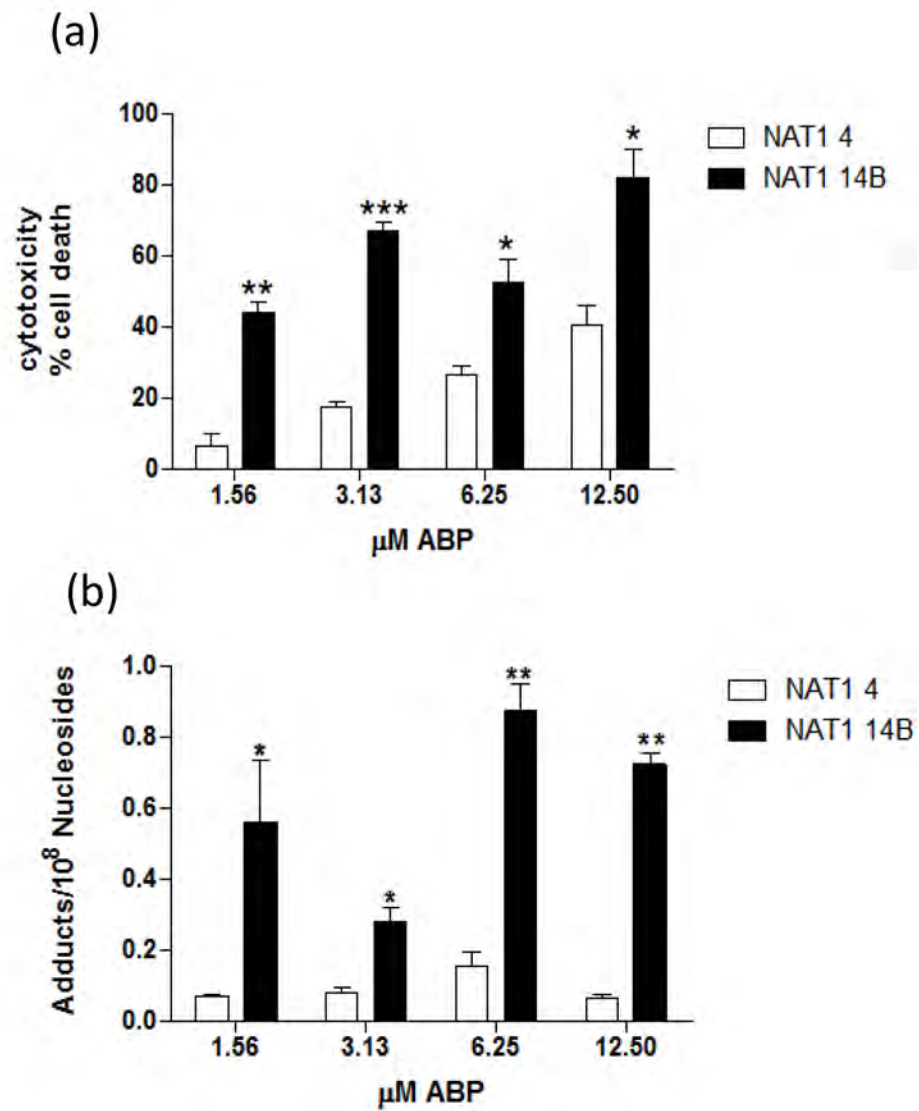 (a)
100
80
60
40
20
0
cytotoxicity
% cell death
**
***
*
*
1.56
3.13
6.25
12.50
μM ABP
NAT1 4
NAT1 14B
(b)
1.0
0.8
0.6
0.4
0.2
0.0
Adducts/10⁸ Nucleosides
*
*
**
**
1.56
3.13
6.25
12.50
μM ABP
NAT1 4
NAT1 14B